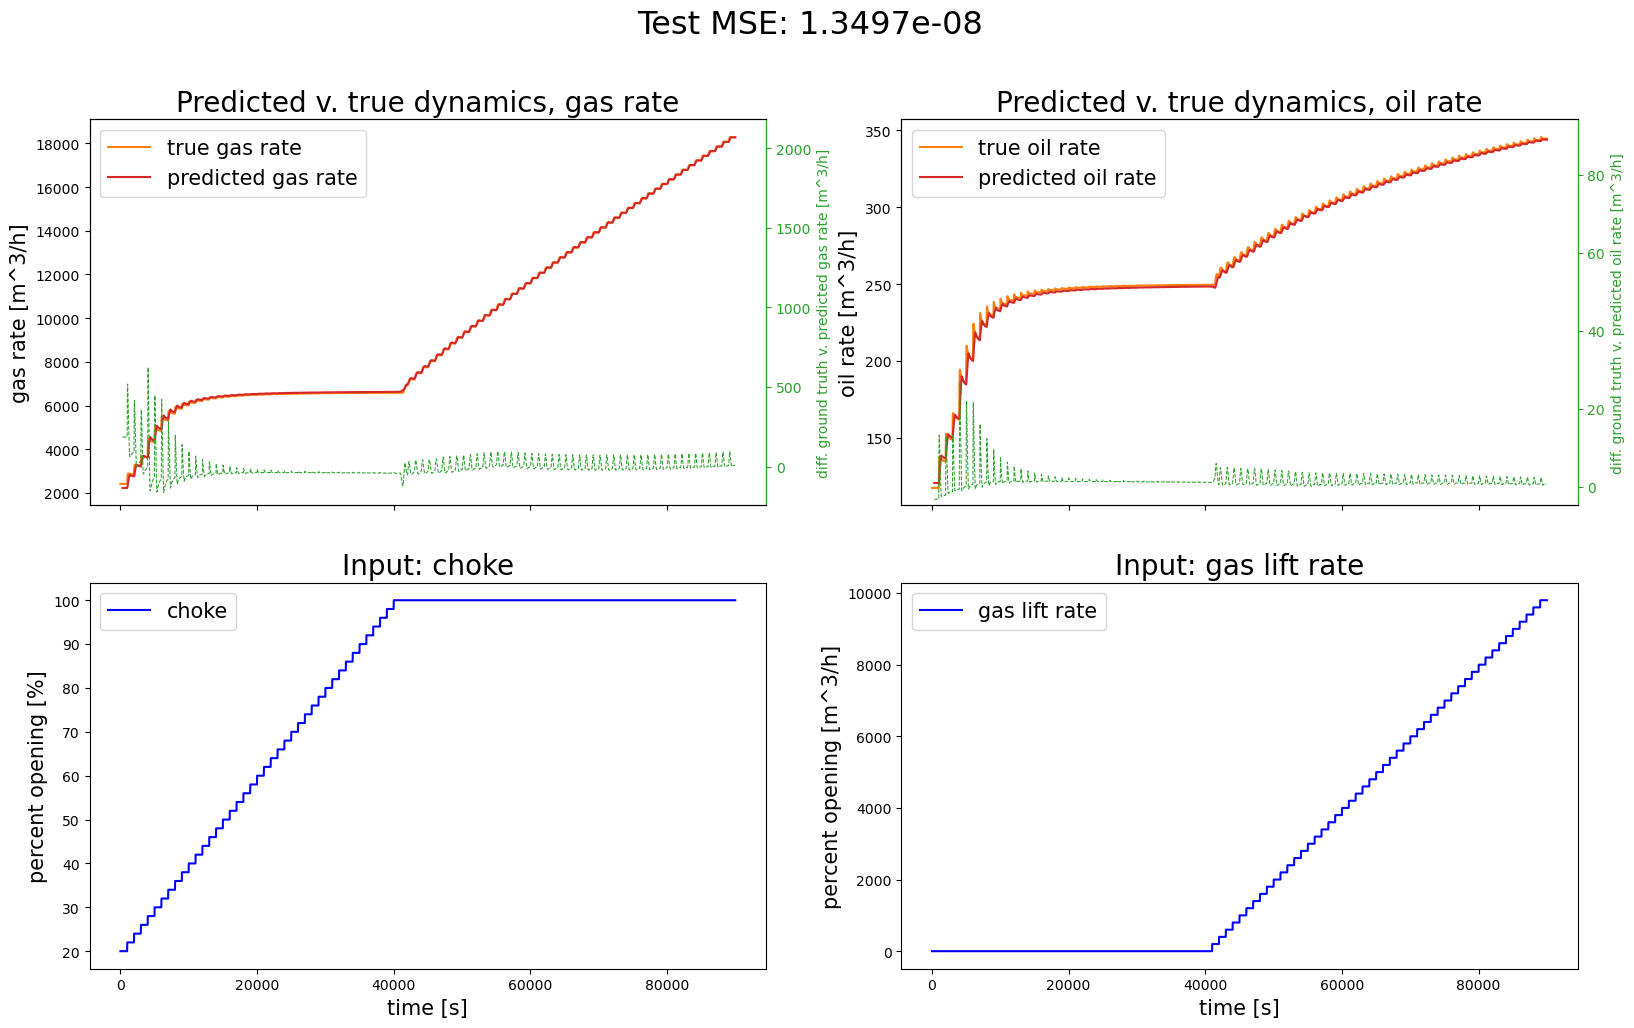 Test MSE: 1.3497e-08
Predicted v. true dynamics, gas rate
true gas rate
predicted gas rate
gas rate [m^3/h]
18000
16000
14000
12000
10000
8000
6000
4000
2000
2000
1500
1000
500
0
diff. ground truth v. predicted gas rate [m^3/h]
Predicted v. true dynamics, oil rate
true oil rate
predicted oil rate
oil rate [m^3/h]
350
300
250
200
150
80
60
40
20
0
diff. ground truth v. predicted oil rate [m^3/h]
Input: choke
choke
percent opening [%]
100
90
80
70
60
50
40
30
20
0 20000 40000 60000 80000
time [s]
Input: gas lift rate
gas lift rate
percent opening [m^3/h]
10000
8000
6000
4000
2000
0
0 20000 40000 60000 80000
time [s]